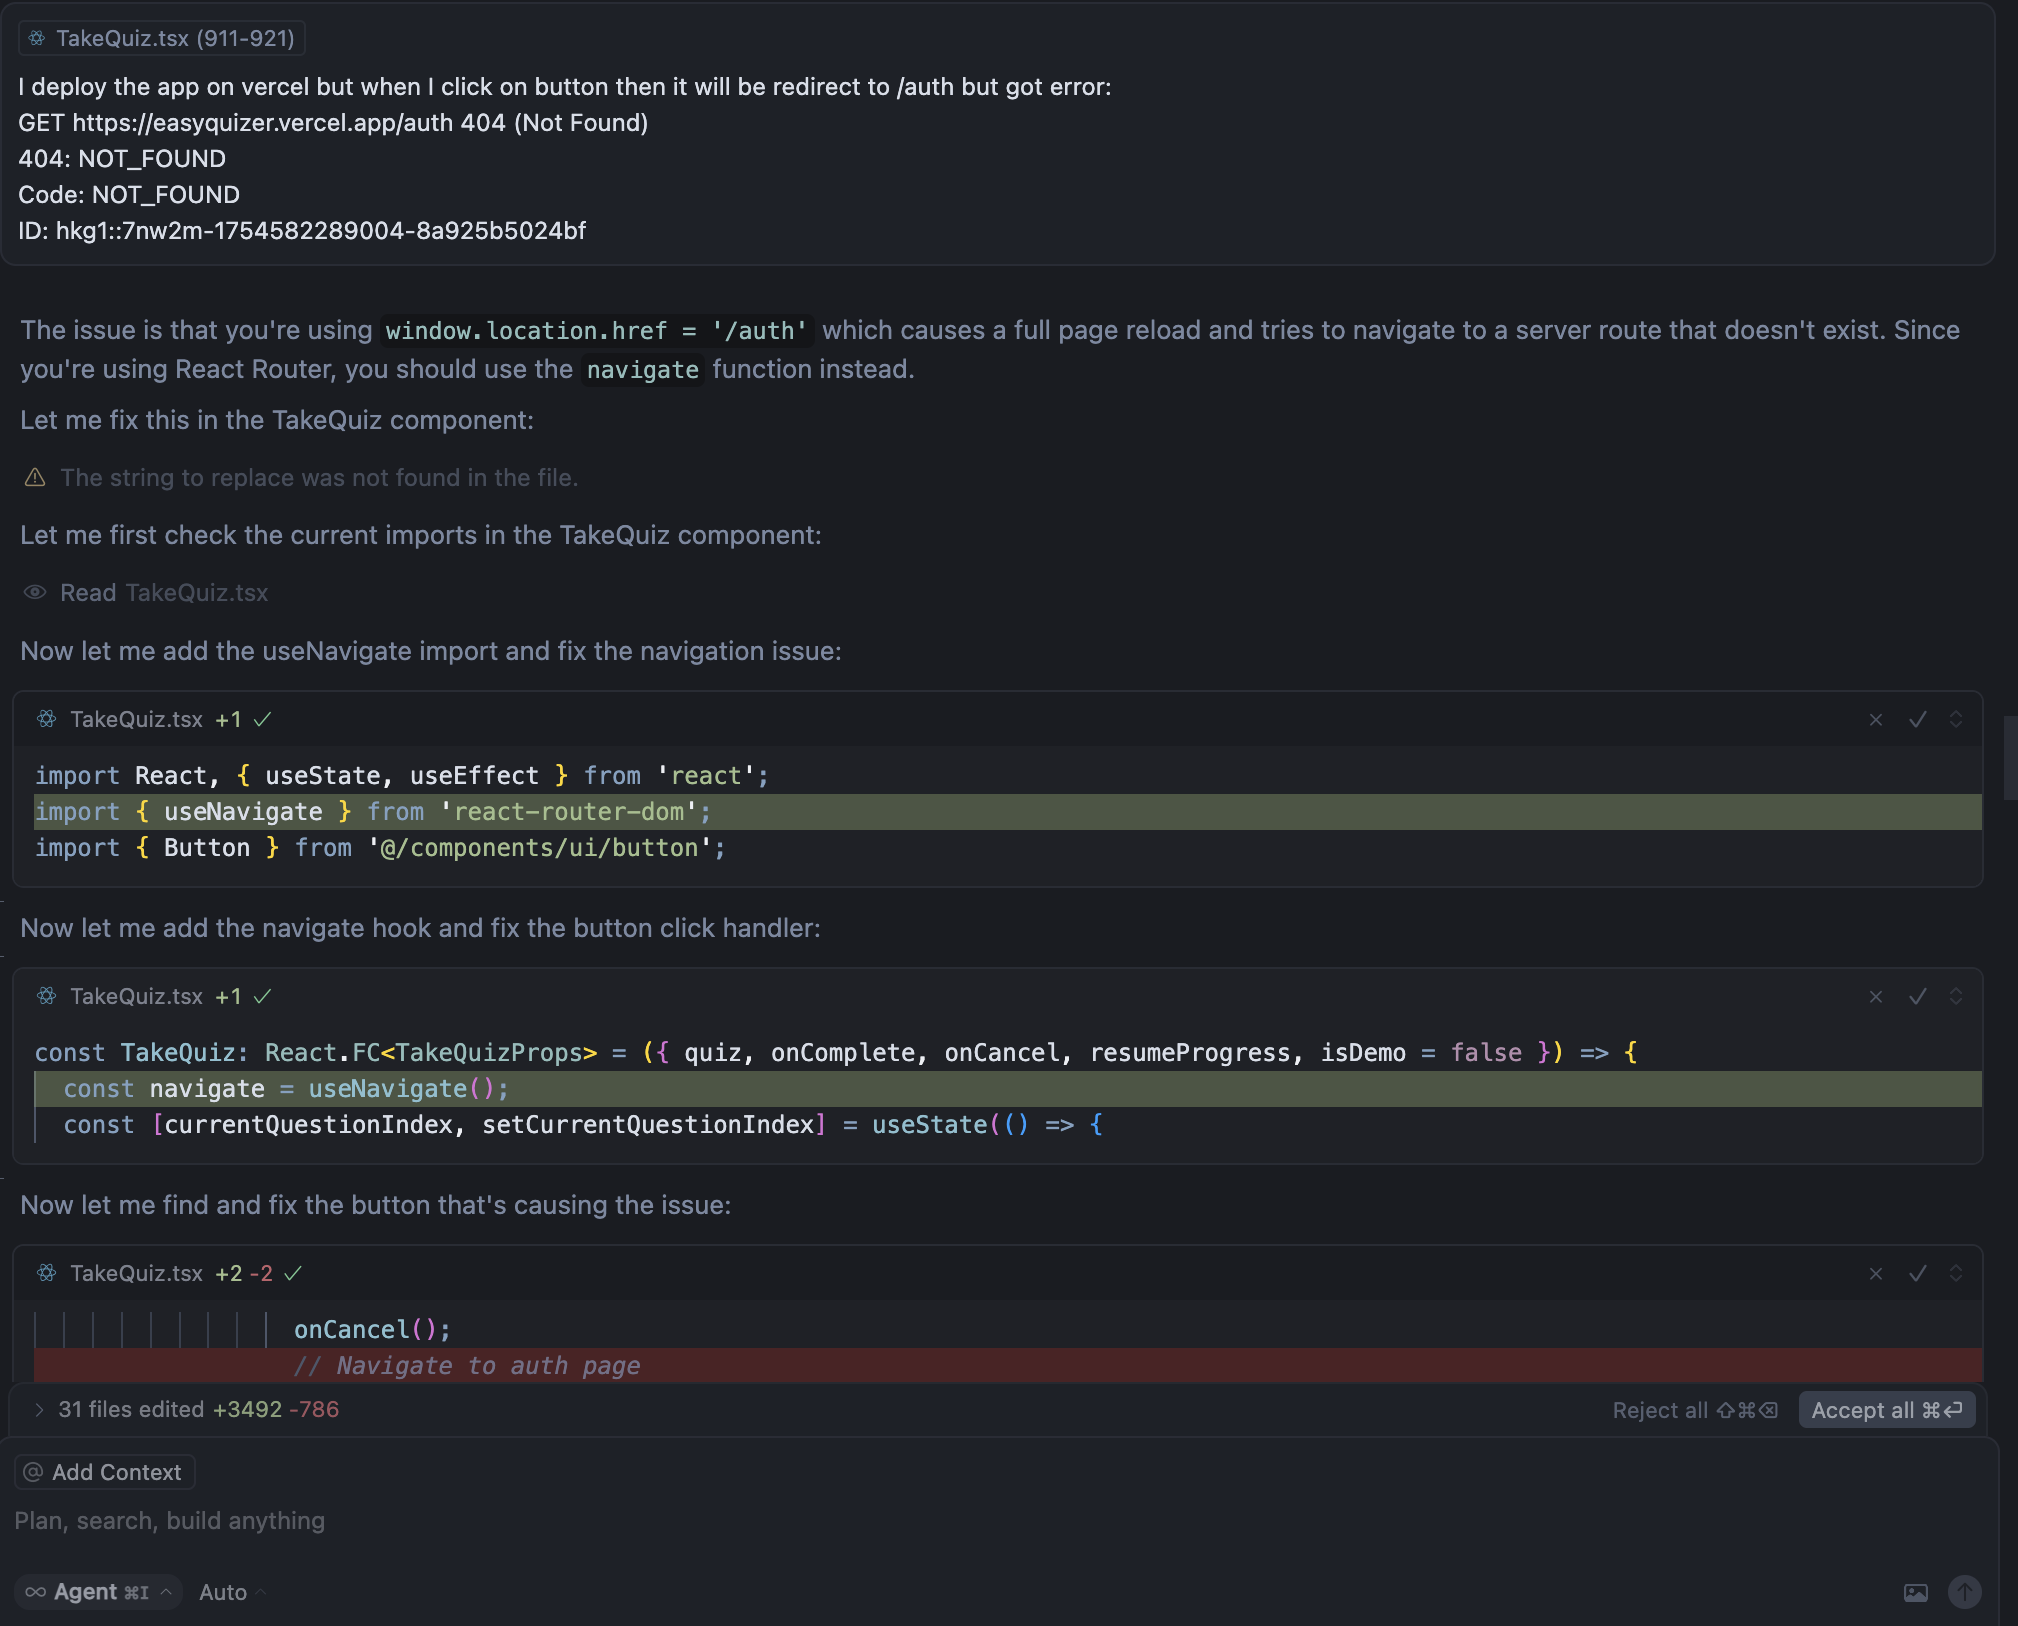 TakeQuiz.tsx (911-921)
I deploy the app on vercel but when I click on button then it will be redirect to /auth but got error:
GET https://easyquizer.vercel.app/auth 404 (Not Found)
404: NOT_FOUND
Code: NOT_FOUND
ID: hkg1::7nw2m-1754582289004-8a925b5024bf
The issue is that you're using window.location.href = '/auth' which causes a full page reload and tries to navigate to a server route that doesn't exist. Since
you're using React Router, you should use the navigate function instead.
Let me fix this in the TakeQuiz component:
The string to replace was not found in the file.
Let me first check the current imports in the TakeQuiz component:
Read TakeQuiz.tsx
Now let me add the useNavigate import and fix the navigation issue:
TakeQuiz.tsx +1
import React, { useState, useEffect } from 'react';
import { useNavigate } from 'react-router-dom';
import { Button } from '@/components/ui/button';
Now let me add the navigate hook and fix the button click handler:
TakeQuiz.tsx +1
const TakeQuiz: React.FC<TakeQuizProps> = ({ quiz, onComplete, onCancel, resumeProgress, isDemo = false }) => {
const navigate = useNavigate();
const [currentQuestionIndex, setCurrentQuestionIndex] = useState(() => {
Now let me find and fix the button that's causing the issue:
TakeQuiz.tsx +2 -2
onCancel();
// Navigate to auth page
31 files edited +3492 -786
Reject all ⇧⌘⌫ Accept all ⌘⏎
@ Add Context
Plan, search, build anything
∞ Agent ⌘I Auto